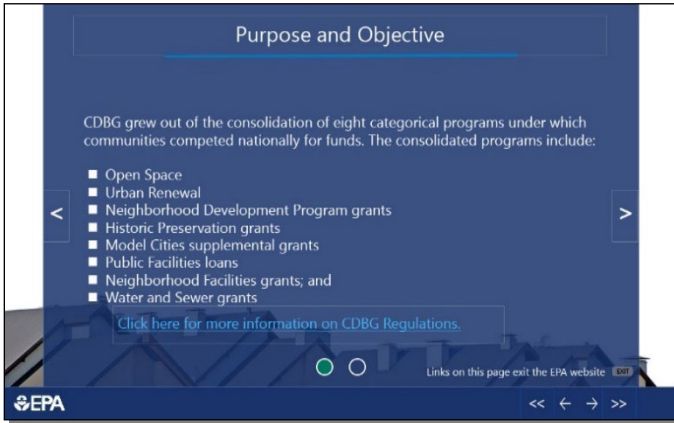 Purpose and Objective
CDBG grew out of the consolidation of eight categorical programs under which
communities competed nationally for funds. The consolidated programs include:
■ Open Space
■ Urban Renewal
■ Neighborhood Development Program grants
■ Historic Preservation grants
■ Model Cities supplemental grants
■ Public Facilities loans
■ Neighborhood Facilities grants; and
■ Water and Sewer grants
< >
Click here for more information on CDBG Regulations.
Links on this page exit the EPA website EXIT
EPA << ← → >>